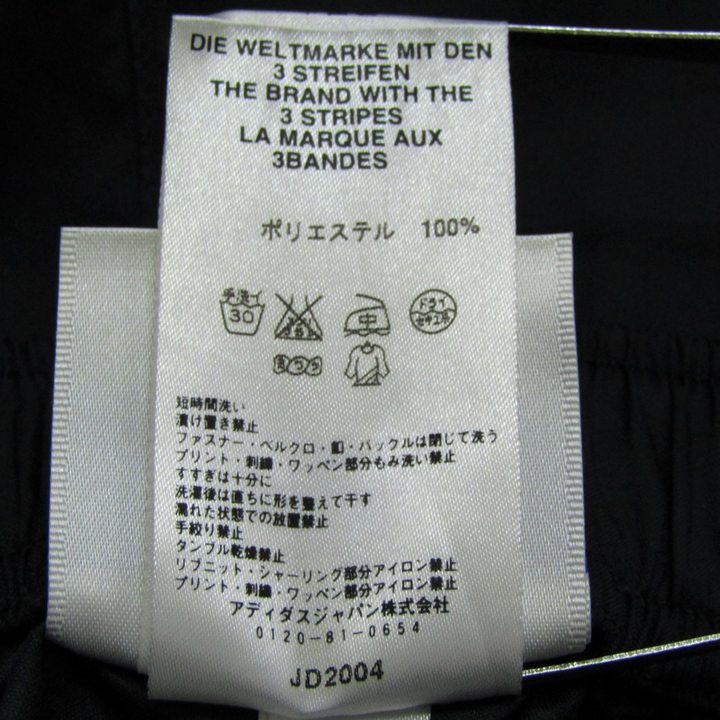 DIE WELTMARKE MIT DEN
3 STREIFEN
THE BRAND WITH THE
3 STRIPES
LA MARQUE AUX
3BANDES
ポリエステル 100%
手洗イ
30
中
ドライ
セキユ系
短時間洗い
漬け置き禁止
ファスナー・ベルクロ・釦・バックルは閉じて洗う
プリント・刺繍・ワッペン部分もみ洗い禁止
すすぎは十分に
洗濯後は直ちに形を整えて干す
濡れた状態での放置禁止
手絞り禁止
タンブル乾燥禁止
リブニット・シャーリング部分アイロン禁止
プリント・刺繍・ワッペン部分アイロン禁止
アディダスジャパン株式会社
0120-81-0654
JD2004